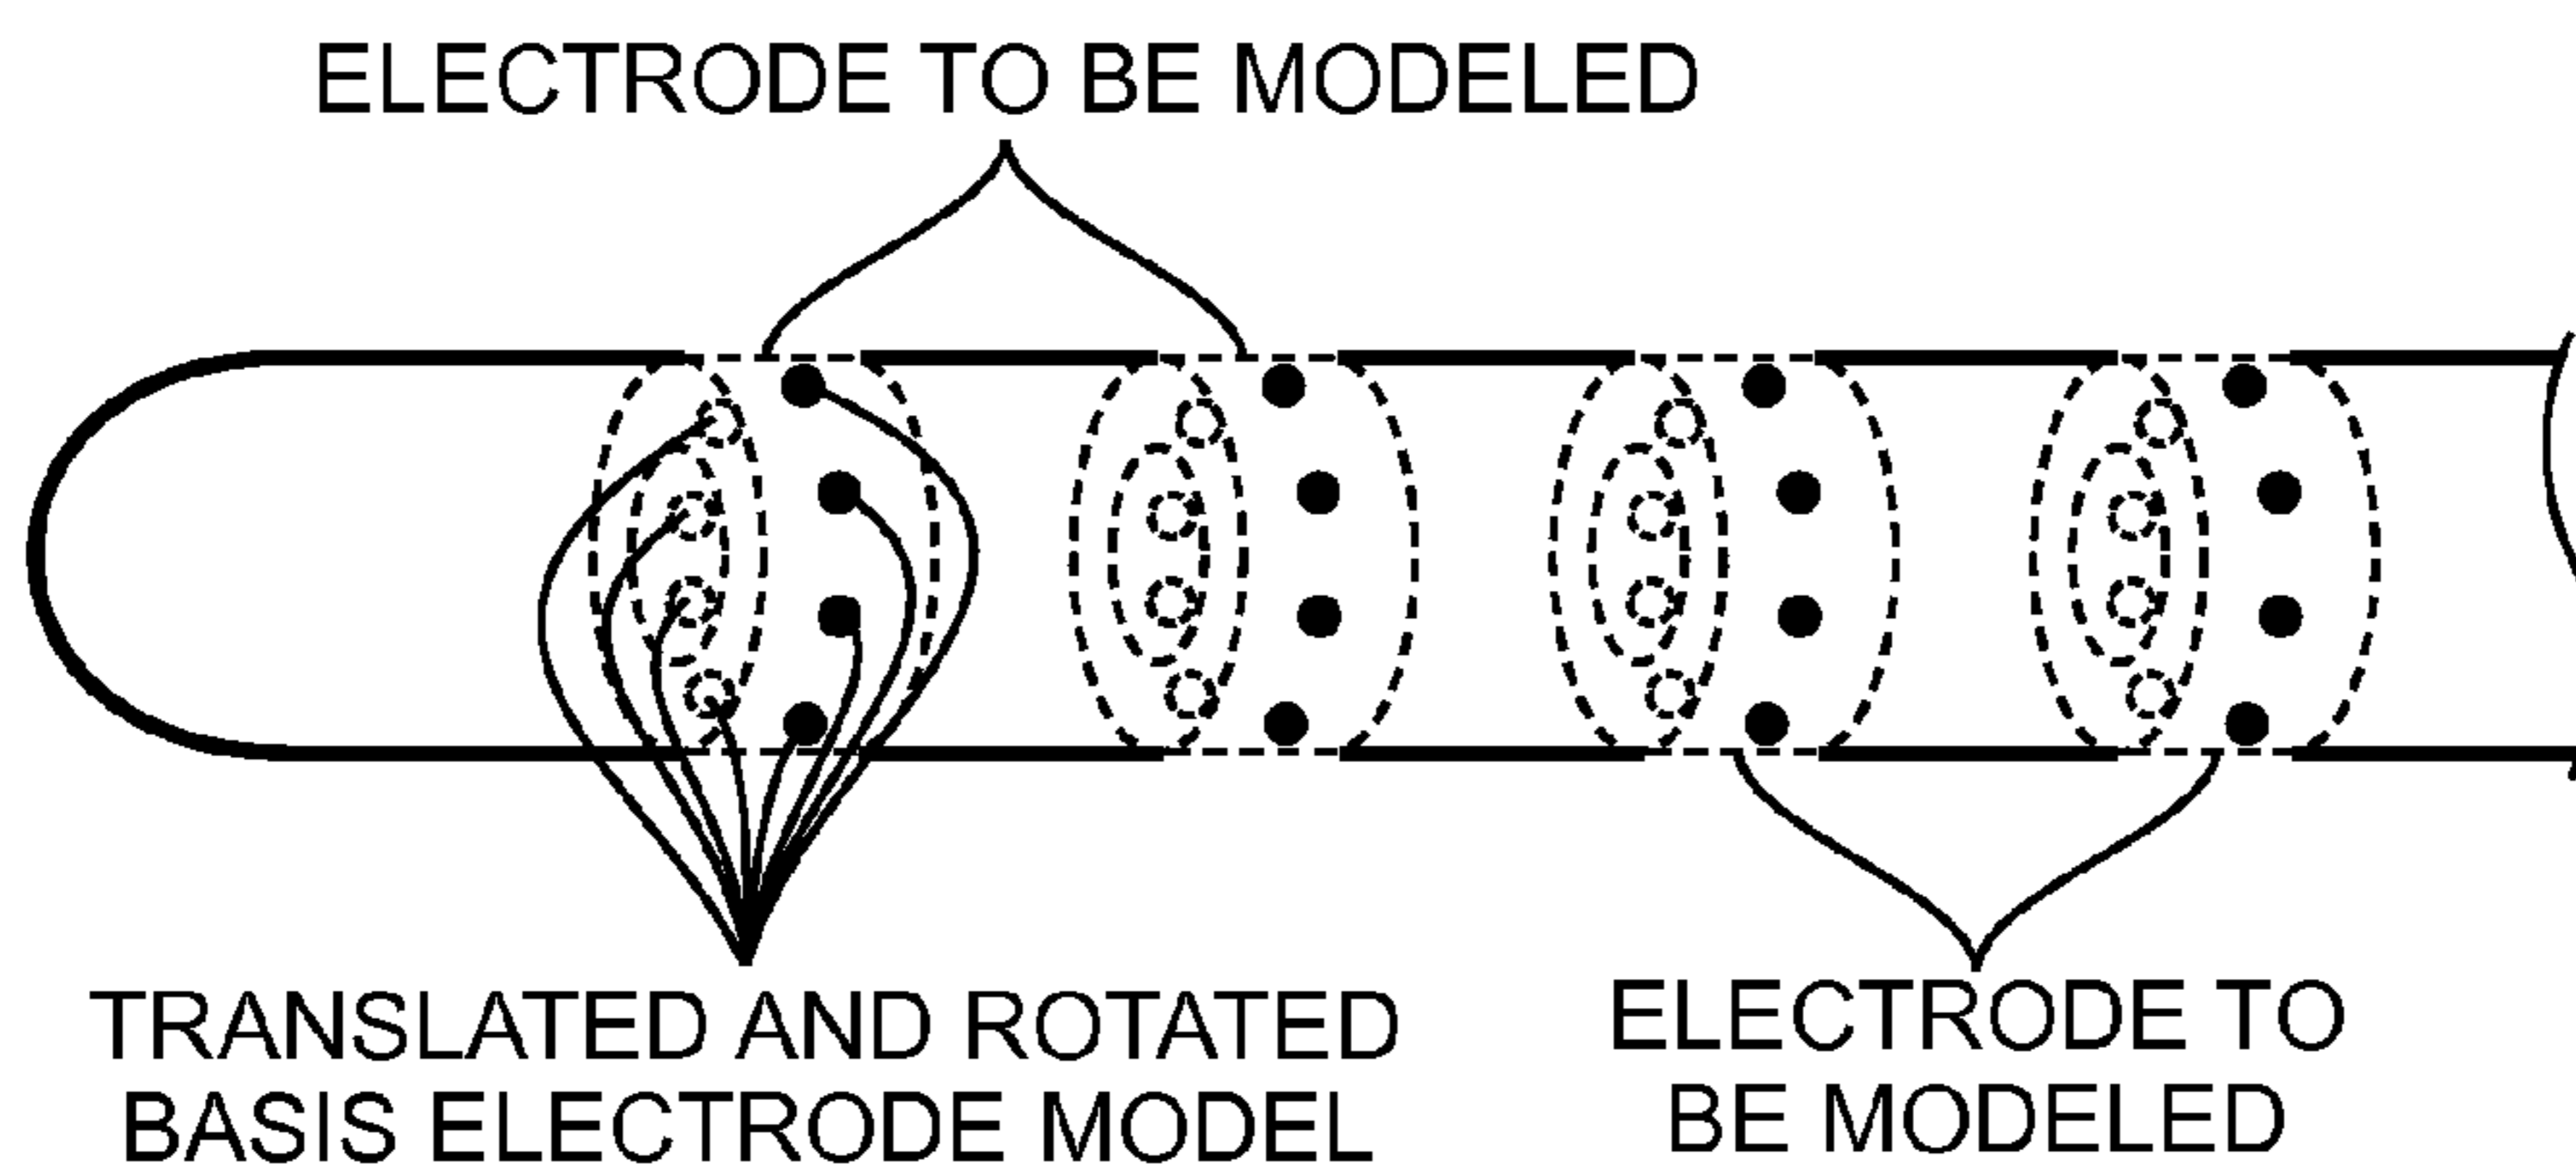 ELECTRODE TO BE MODELED
TRANSLATED AND ROTATED
BASIS ELECTRODE MODEL
ELECTRODE TO
BE MODELED